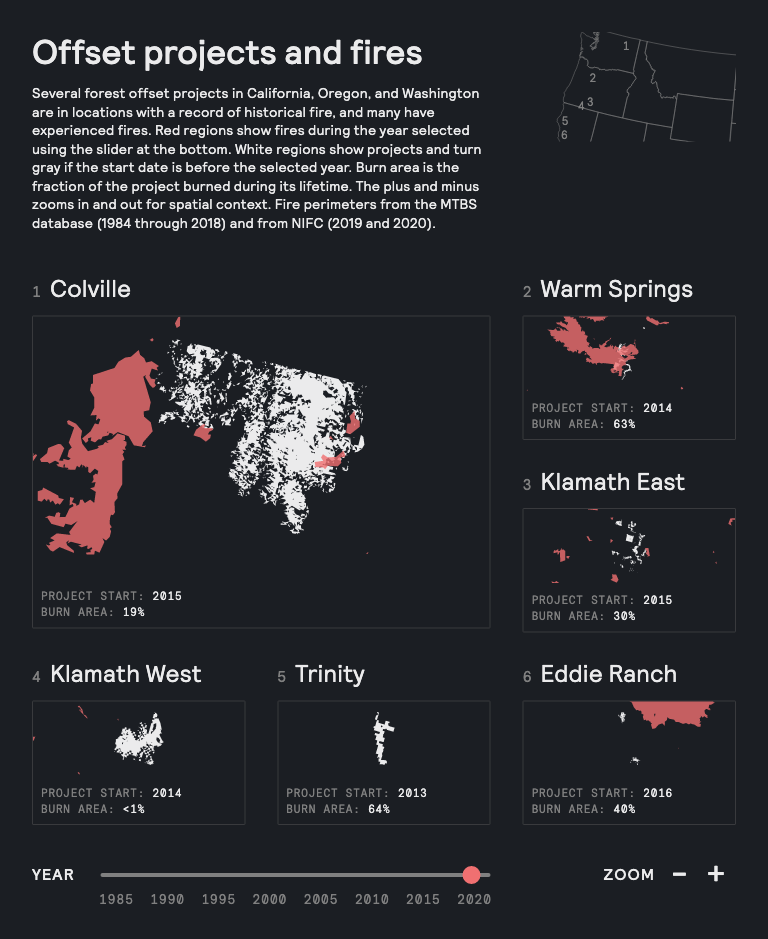 Offset projects and fires
Several forest offset projects in California, Oregon, and Washington
are in locations with a record of historical fire, and many have
experienced fires. Red regions show fires during the year selected
using the slider at the bottom. White regions show projects and turn
gray if the start date is before the selected year. Burn area is the
fraction of the project burned during its lifetime. The plus and minus
zooms in and out for spatial context. Fire perimeters from the MTBS
database (1984 through 2018) and from NIFC (2019 and 2020).
1
2
4 3
5
6
1 Colville
PROJECT START: 2015
BURN AREA: 19%
2 Warm Springs
PROJECT START: 2014
BURN AREA: 63%
3 Klamath East
PROJECT START: 2015
BURN AREA: 30%
4 Klamath West
PROJECT START: 2014
BURN AREA: <1%
5 Trinity
PROJECT START: 2013
BURN AREA: 64%
6 Eddie Ranch
PROJECT START: 2016
BURN AREA: 40%
YEAR
1985 1990 1995 2000 2005 2010 2015 2020
ZOOM − +